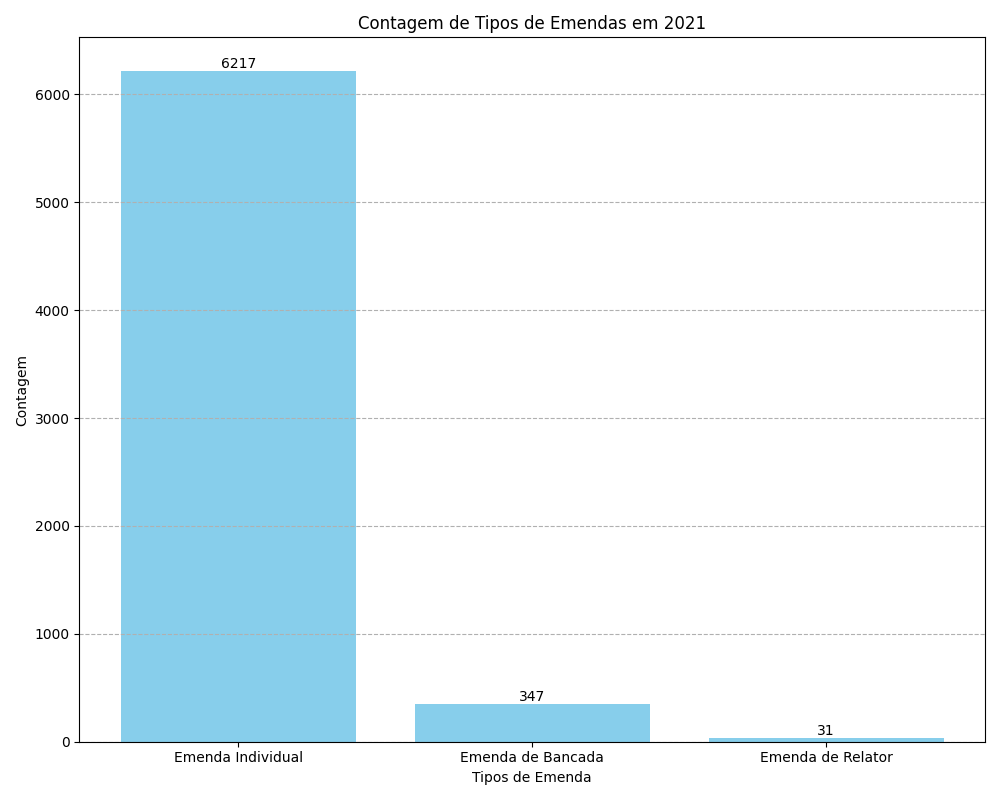 Contagem de Tipos de Emendas em 2021
6217
6000
5000
4000
3000
2000
1000
0
Contagem
347
31
Emenda Individual
Emenda de Bancada
Emenda de Relator
Tipos de Emenda